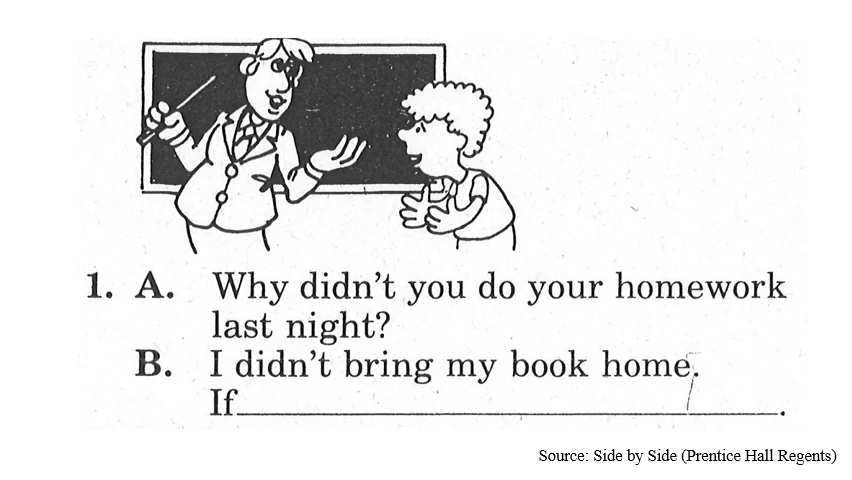 1. A. Why didn't you do your homework
last night?
B. I didn't bring my book home.
If____________________.
Source: Side by Side (Prentice Hall Regents)